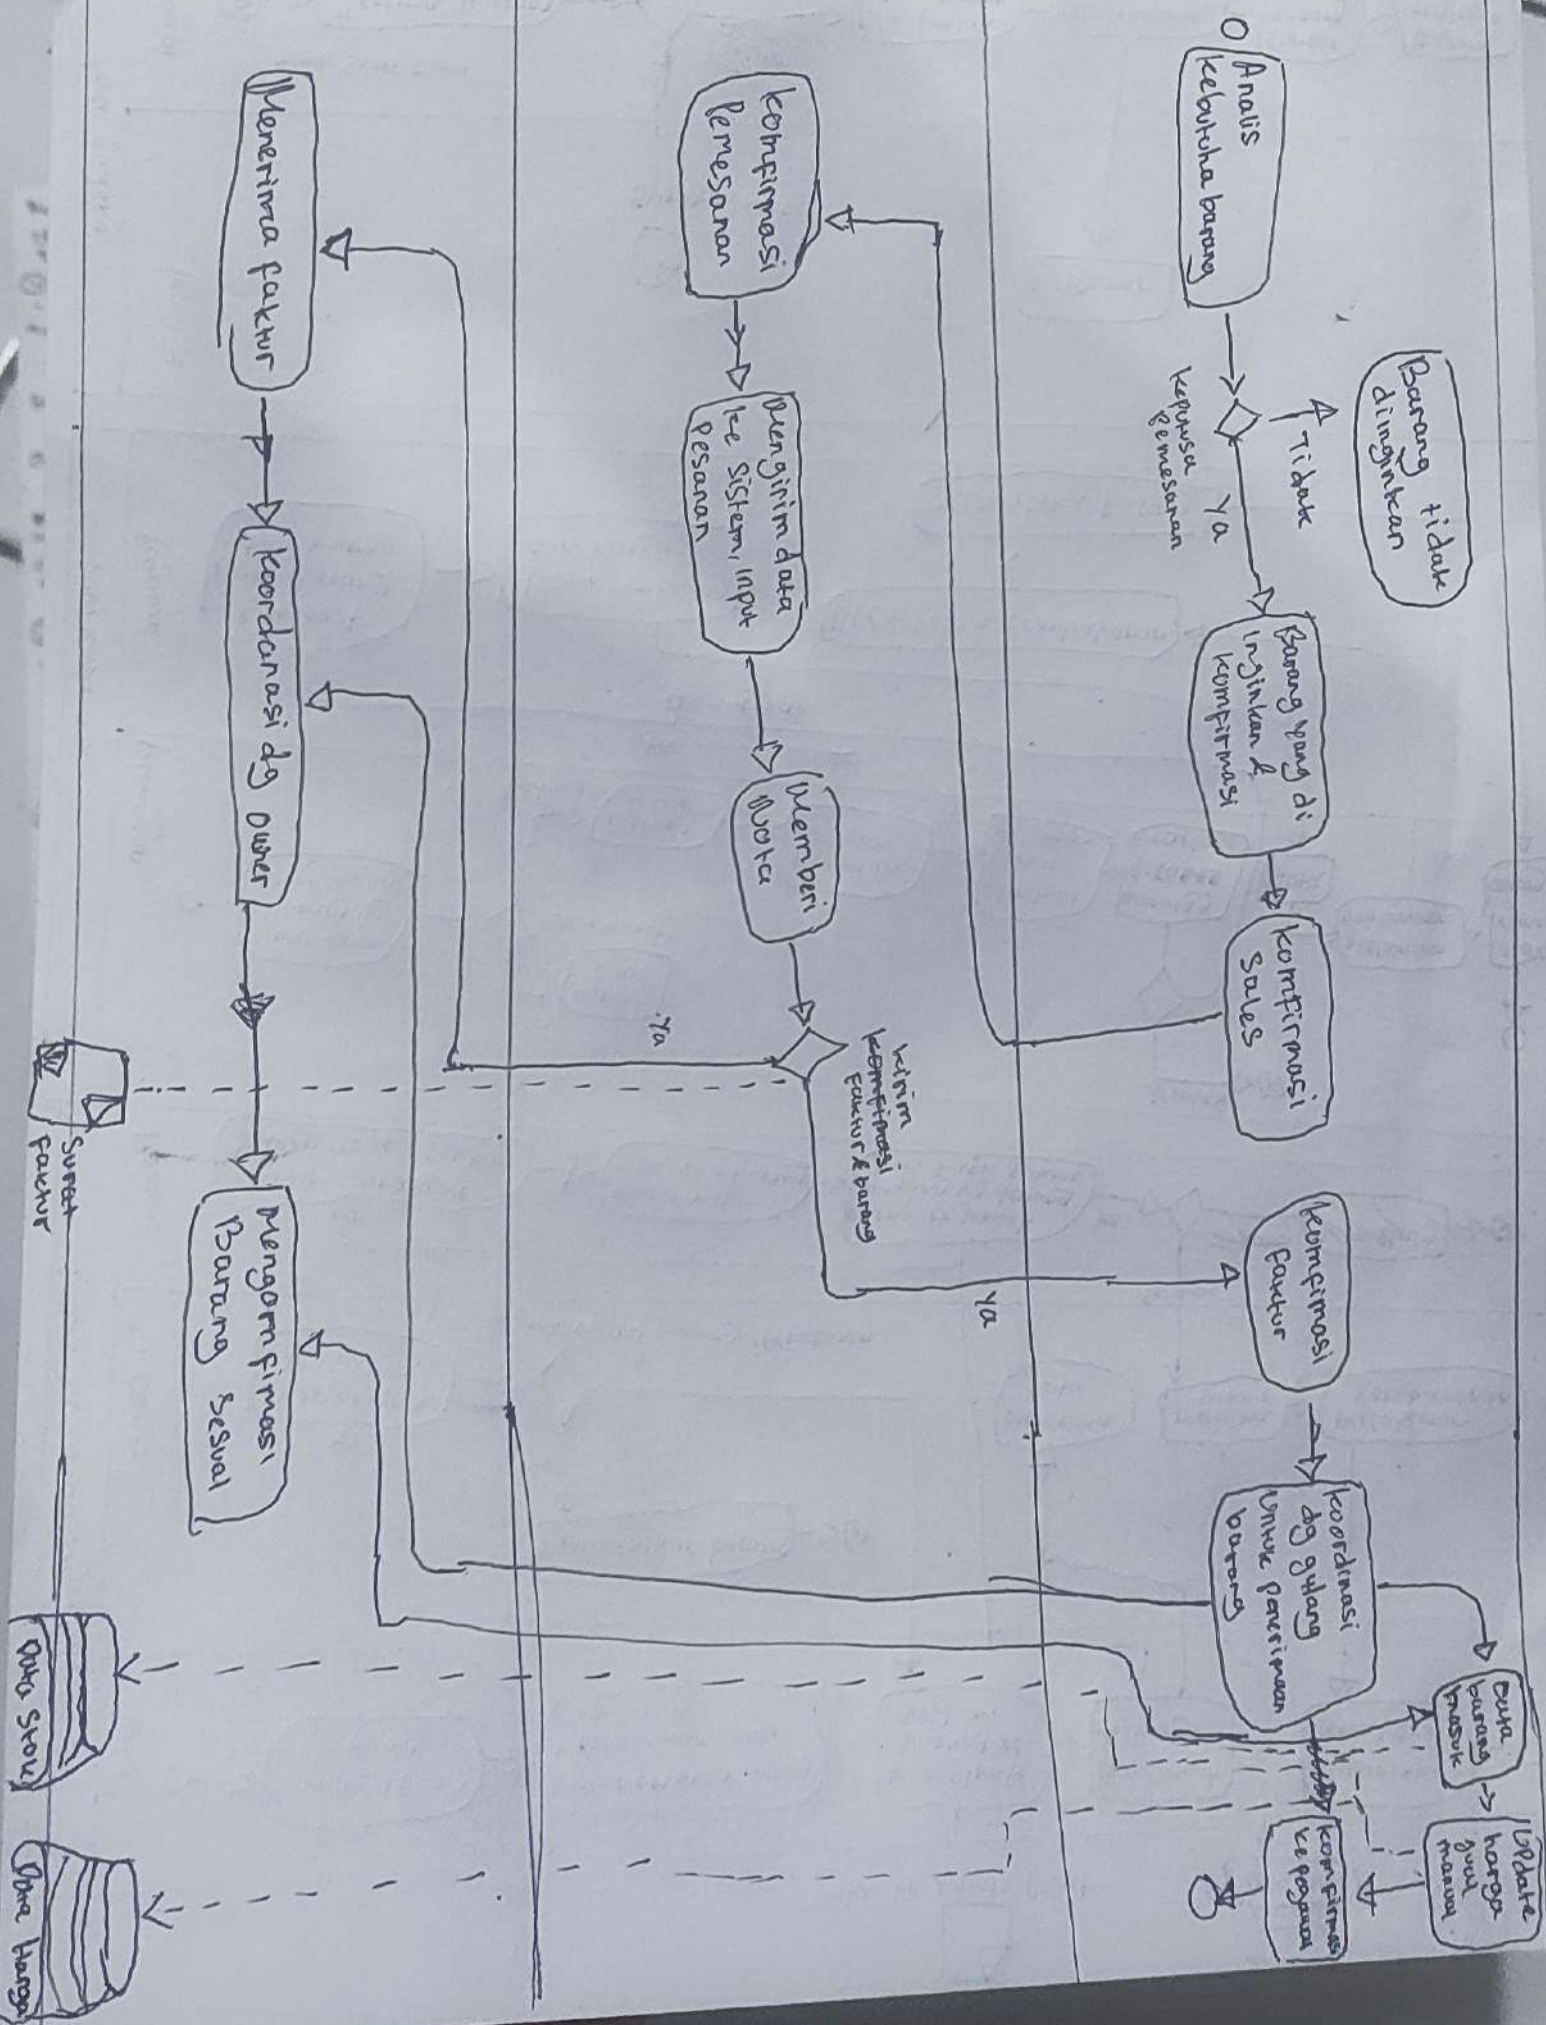 Barang tidak
diinginkan
Analis
kebutuha barang
Tidak
Ya
keputusa
Pemesanan
Barang yang di
inginkan &
komfirmasi
komfirmasi
Sales
komfirmasi
faktur
koordinasi
dg gudang
untuk penerimaan
barang
Data
barang
masuk
Update
harga
jual
manual
komfirmasi
ke pegawai
komfirmasi
Pemesanan
Mengirim data
ke sistem, input
Pesanan
Memberi
Nota
kirim
faktur & barang
Ya
Ya
Menerima faktur
koordanasi dg owner
Mengomfirmasi
Barang Sesuai
Surat
faktur
Data Stok
Data Harga